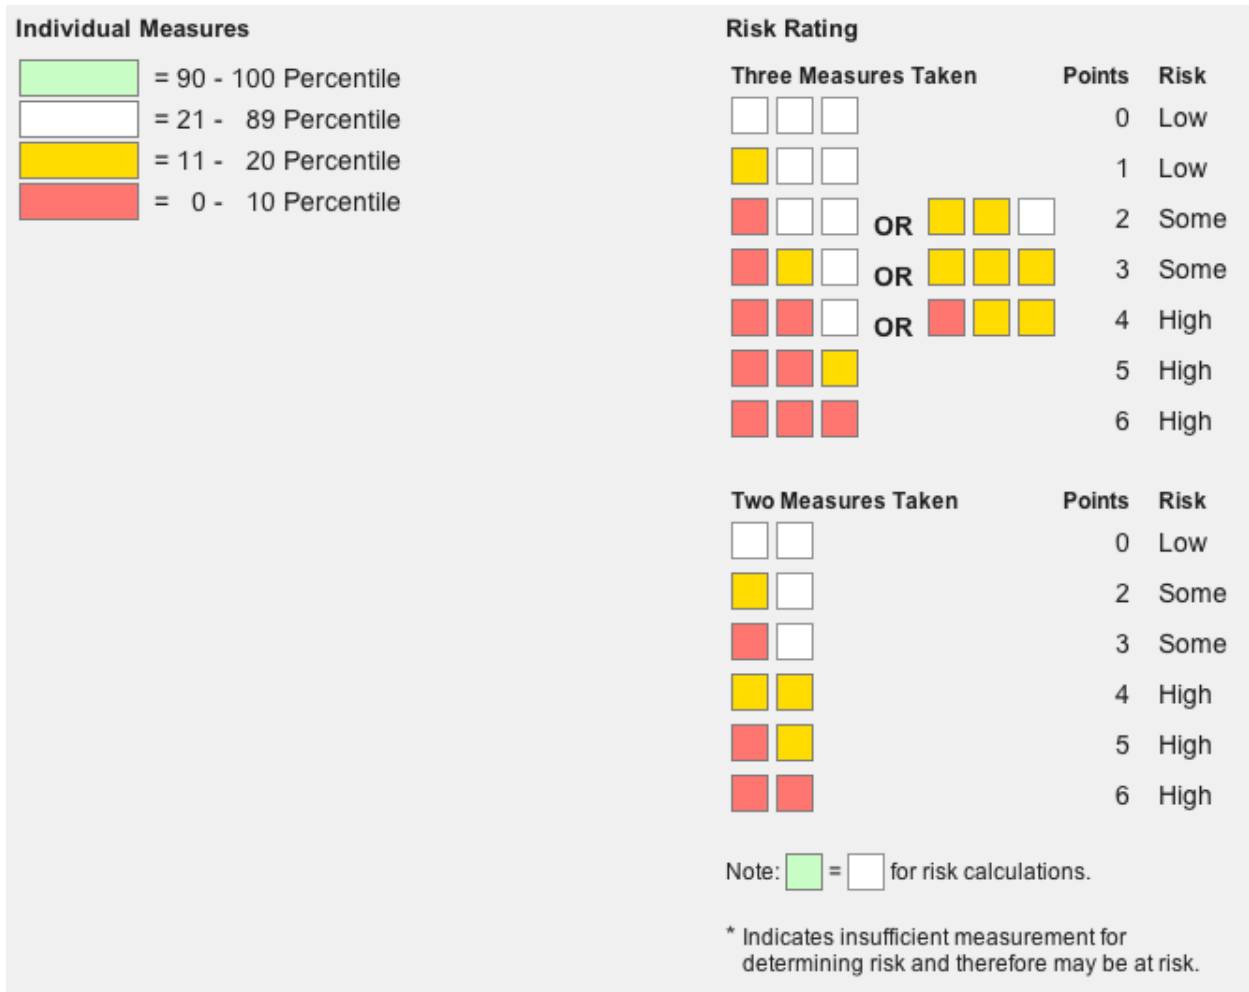 Individual Measures
= 90 - 100 Percentile
= 21 - 89 Percentile
= 11 - 20 Percentile
= 0 - 10 Percentile
Risk Rating
Three Measures Taken Points Risk
0 Low
1 Low
OR 2 Some
OR 3 Some
OR 4 High
5 High
6 High
Two Measures Taken Points Risk
0 Low
2 Some
3 Some
4 High
5 High
6 High
Note: = for risk calculations.
* Indicates insufficient measurement for
determining risk and therefore may be at risk.